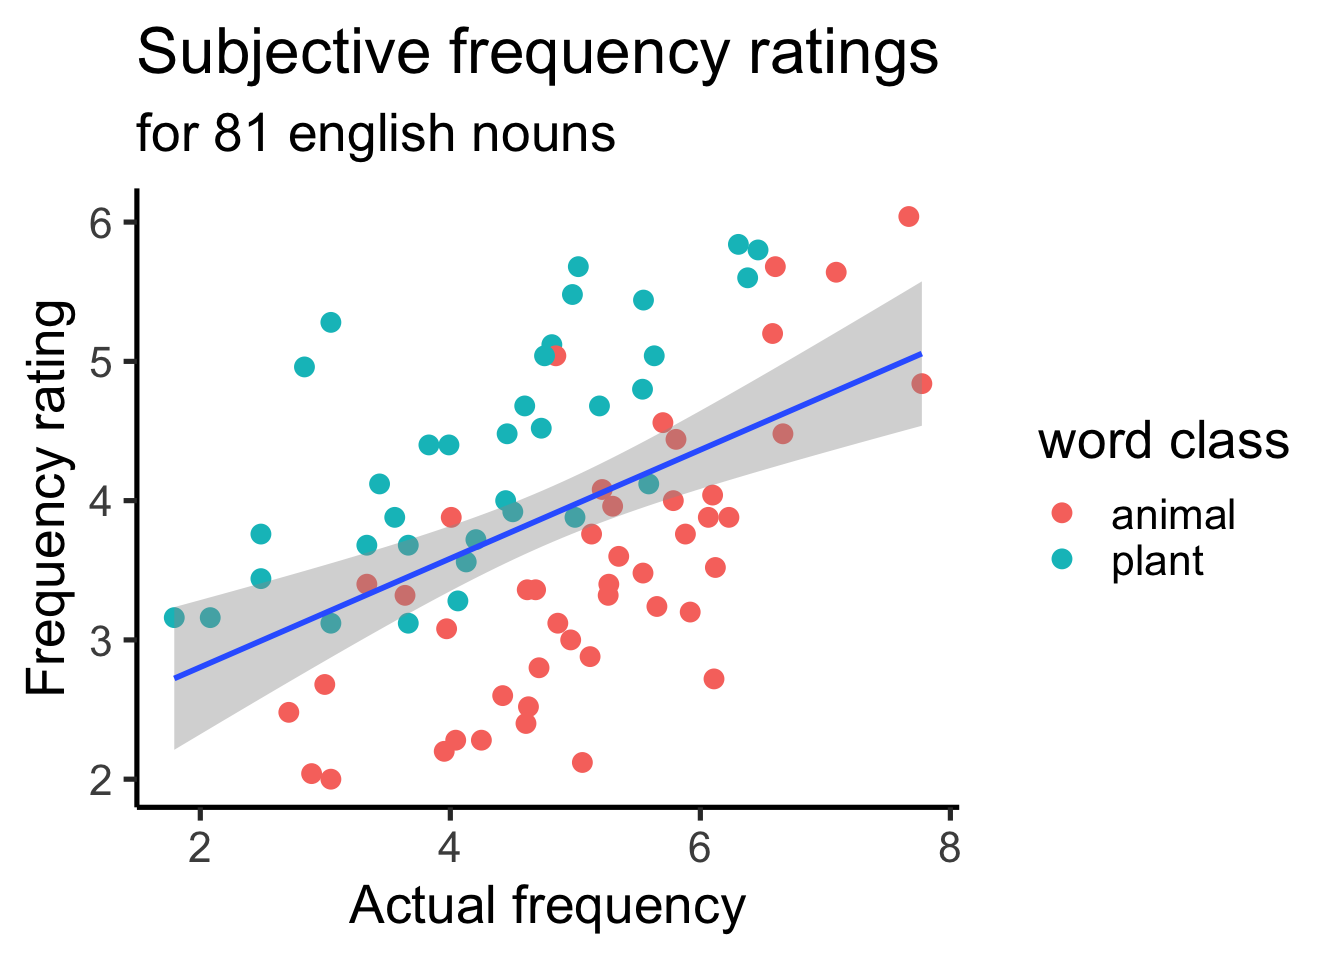 Subjective frequency ratings
for 81 english nouns
Frequency rating
6
5
4
3
2
2 4 6 8
Actual frequency
word class
animal
plant